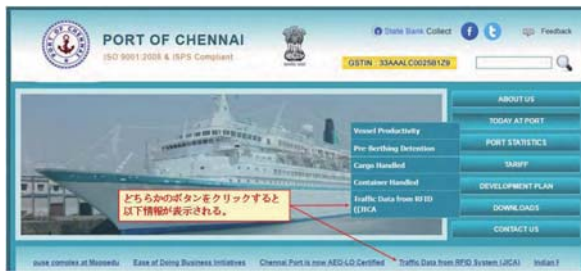 PORT OF CHENNAI
ISO 9001:2008 & ISPS Compliant
State Bank Collect
Feedback
GSTIN : 33AAALC0025B1Z9
ABOUT US
TODAY AT PORT
PORT STATISTICS
TARIFF
DEVELOPMENT PLAN
DOWNLOADS
CONTACT US
Vessel Productivity
Pre-Berthing Detention
Cargo Handled
Container Handled
Traffic Data from RFID
((JICA
どちらかのボタンをクリックすると
以下情報が表示される。
Ease of Doing Business Initiatives
Chennai Port is now AEO-LO Certified
Traffic Data from RFID System (JICA)